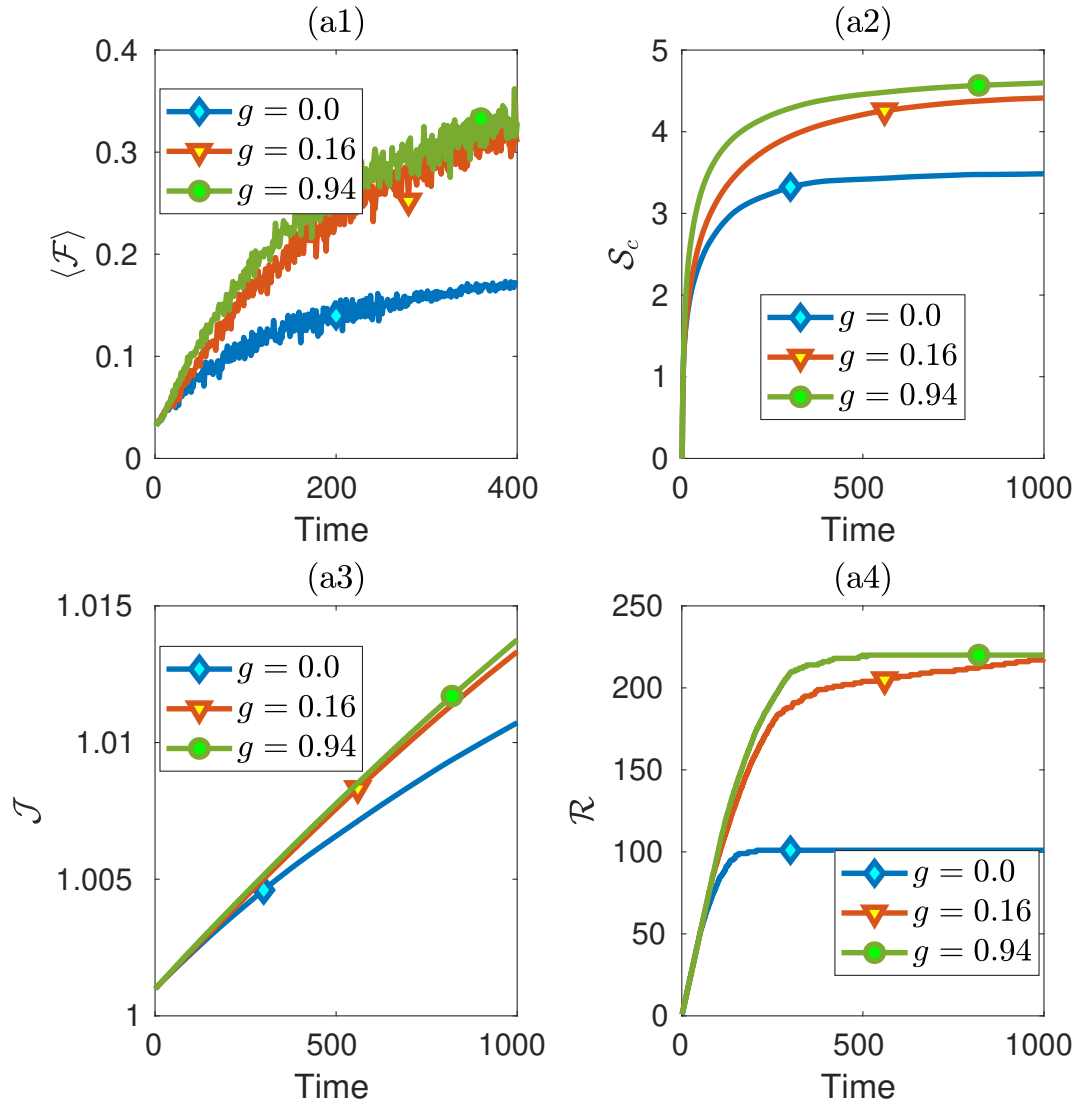 (a1)
0.4
0.3
0.2
0.1
0
⟨ℱ⟩
g = 0.0
g = 0.16
g = 0.94
0 200 400
Time
(a2)
5
4
3
2
1
0
𝒮c
g = 0.0
g = 0.16
g = 0.94
0 500 1000
Time
(a3)
1.015
1.01
1.005
1
𝒥
g = 0.0
g = 0.16
g = 0.94
0 500 1000
Time
(a4)
250
200
150
100
50
0
ℛ
g = 0.0
g = 0.16
g = 0.94
0 500 1000
Time